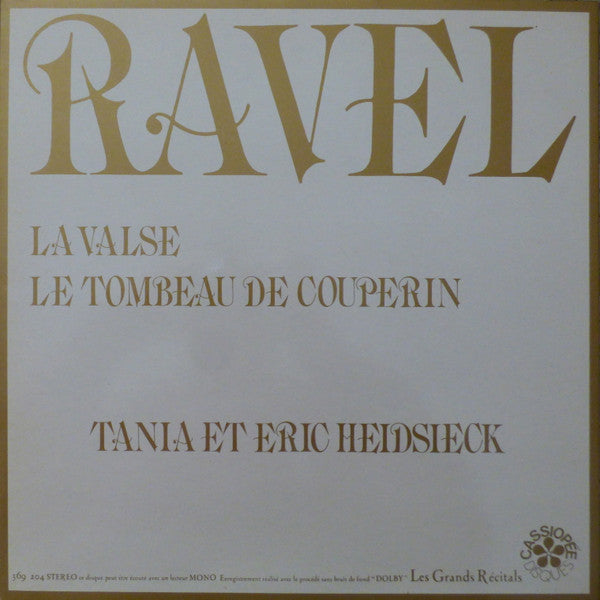 RAVEL
LA VALSE
LE TOMBEAU DE COUPERIN
TANIA ET ERIC HEIDSIECK
CASSIOPEE
DISQUES
369 204 STEREO ce disque peut être écouté avec un lecteur MONO Enregistrement réalisé avec le procédé sans bruit de fond "DOLBY" Les Grands Récitals